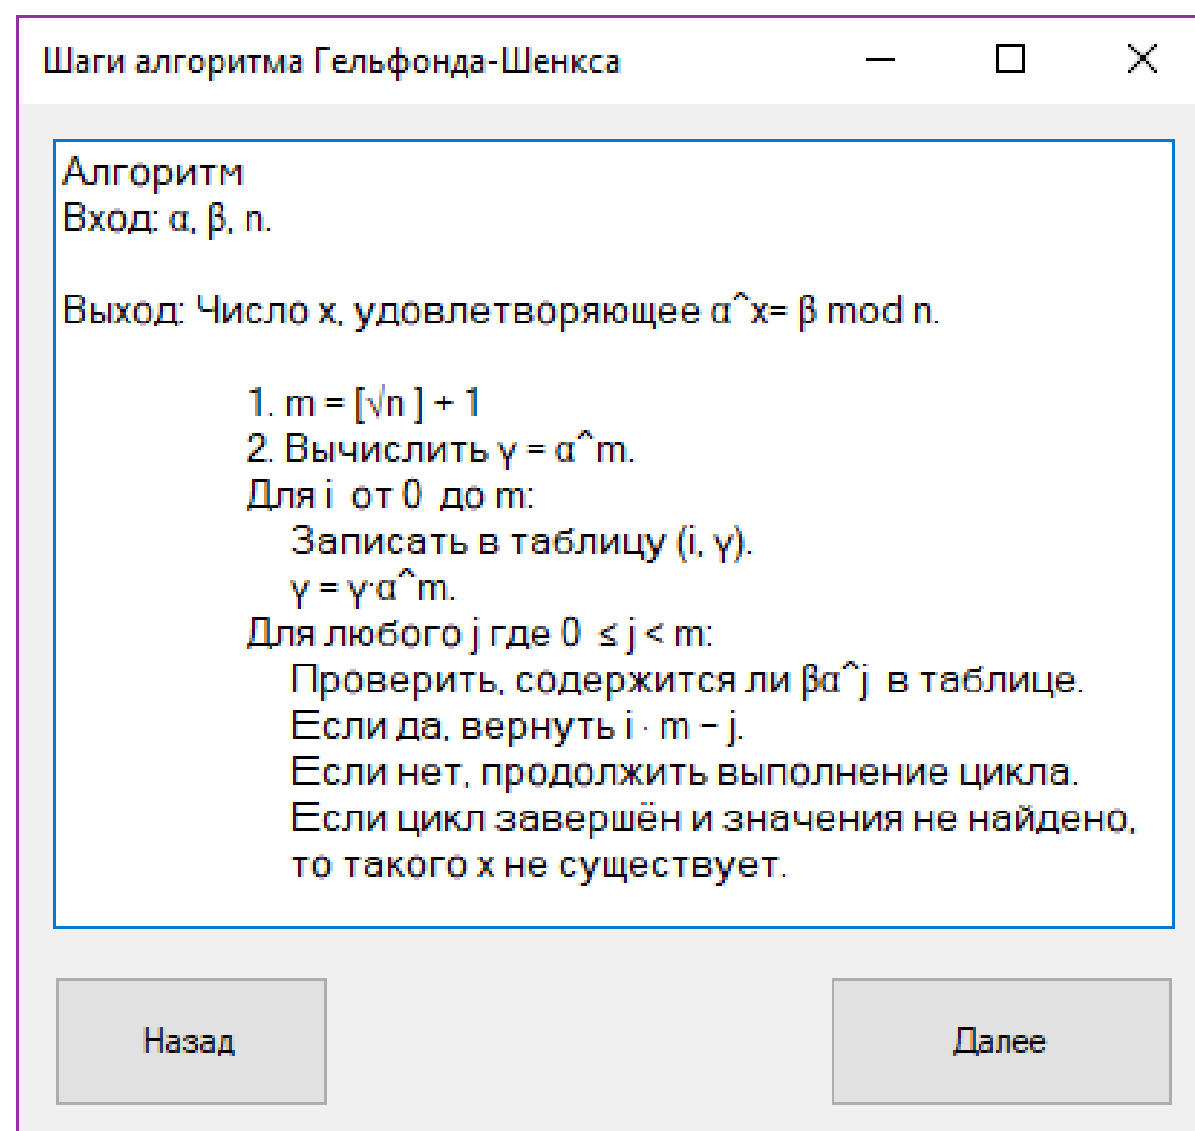 Шаги алгоритма Гельфонда-Шенкса
Алгоритм
Вход: α, β, n.
Выход: Число x, удовлетворяющее α^x= β mod n.
1. m = [√n ] + 1
2. Вычислить γ = α^m.
Для i от 0 до m:
Записать в таблицу (i, γ).
γ = γ·α^m.
Для любого j где 0 ≤ j < m:
Проверить, содержится ли βα^j в таблице.
Если да, вернуть i · m − j.
Если нет, продолжить выполнение цикла.
Если цикл завершён и значения не найдено,
то такого x не существует.
Назад
Далее